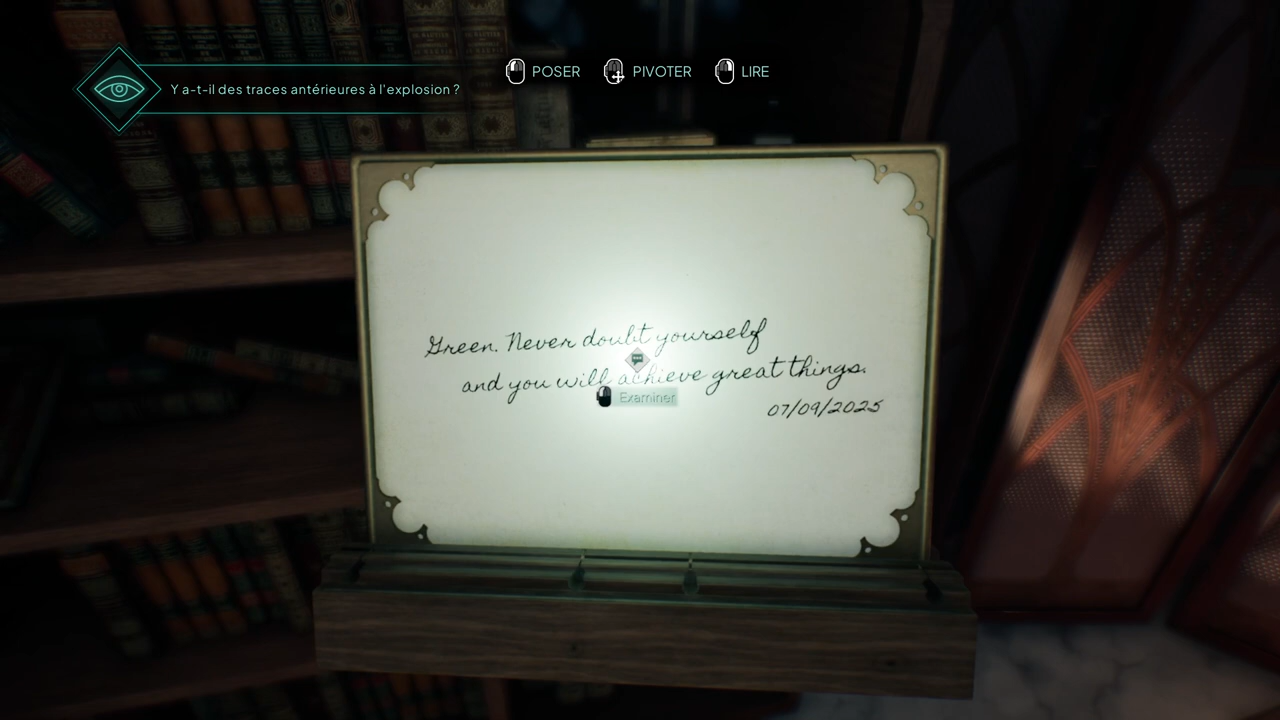 Y a-t-il des traces antérieures à l'explosion ?
POSER
PIVOTER
LIRE
Green. Never doubt yourself
and you will achieve great things.
Examiner
07/09/2025